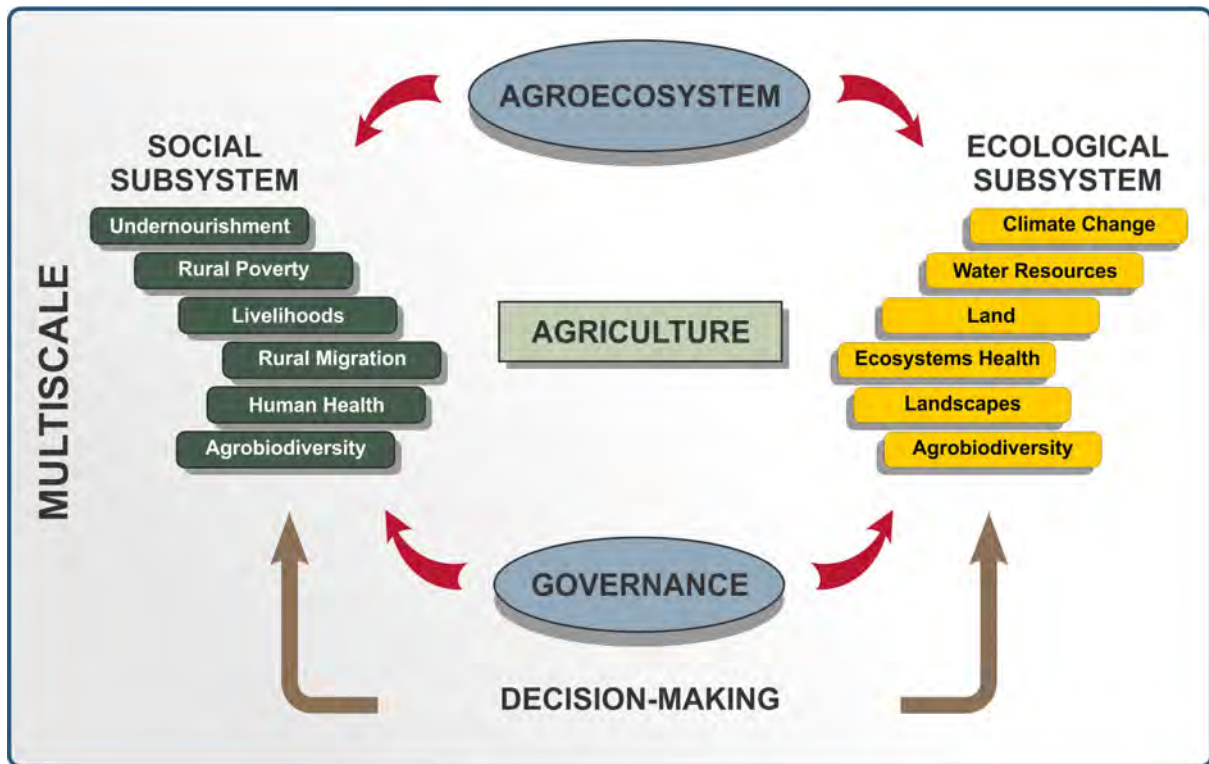 AGROECOSYSTEM
SOCIAL
SUBSYSTEM
Undernourishment
Rural Poverty
Livelihoods
Rural Migration
Human Health
Agrobiodiversity
ECOLOGICAL
SUBSYSTEM
Climate Change
Water Resources
Land
Ecosystems Health
Landscapes
Agrobiodiversity
MULTISCALE
AGRICULTURE
GOVERNANCE
DECISION-MAKING